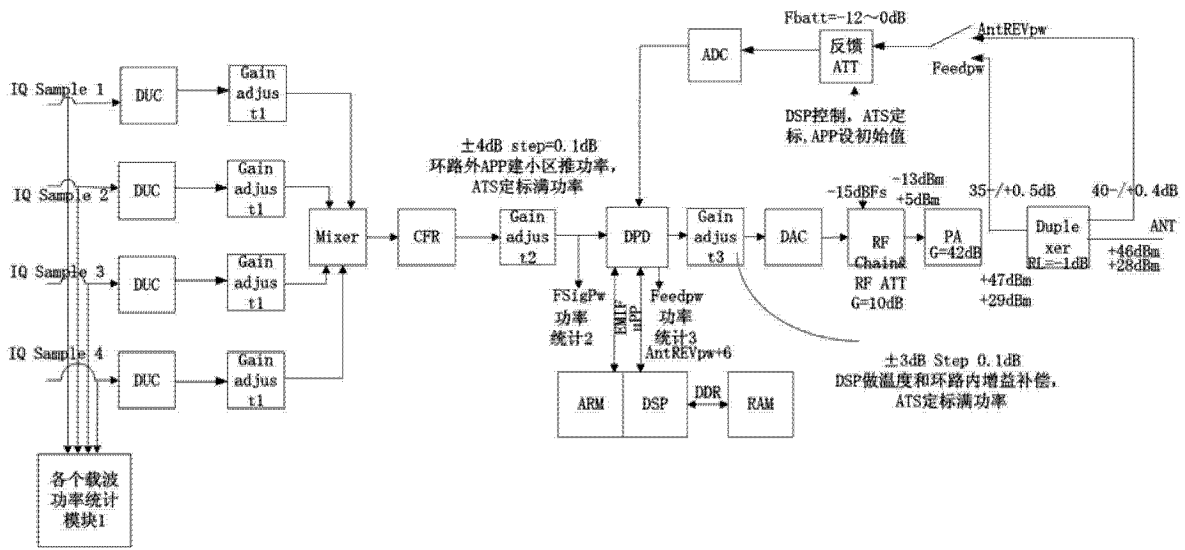 Fbatt=-12～0dB
AntREVpw
ADC
反馈
ATT
Feedpw
DSP控制，ATS定
标,APP设初始值
IQ Sample 1
DUC
Gain
adjus
t1
IQ Sample 2
DUC
Gain
adjus
t1
IQ Sample 3
DUC
Gain
adjus
t1
IQ Sample 4
DUC
Gain
adjus
t1
各个载波
功率统计
模块1
Mixer
CFR
±4dB step=0.1dB
环路外APP建小区推功率，
ATS定标满功率
Gain
adjus
t2
DPD
Gain
adjus
t3
DAC
-15dBFs
RF
Chain&
RF ATT
G=10dB
-13dBm
+5dBm
PA
G=42dB
35-/+0.5dB
40-/+0.4dB
Duple
xer
RL=-1dB
ANT
+46dBm
+28dBm
+47dBm
+29dBm
FSigPw
功率
统计2
EMIF
uPP
Feedpw
功率
统计3
AntREVpw+6
ARM
DSP
DDR
RAM
±3dB Step 0.1dB
DSP做温度和环路内增益补偿，
ATS定标满功率